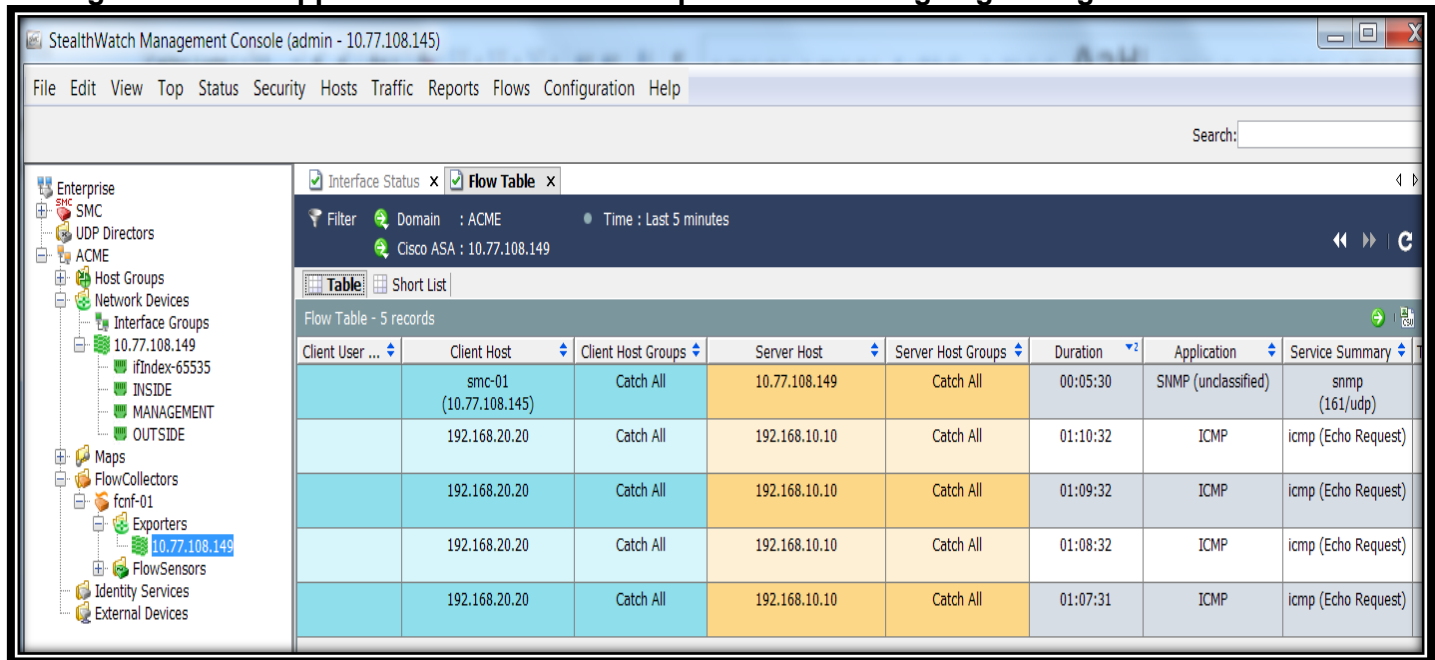 StealthWatch Management Console (admin - 10.77.108.145)
File Edit View Top Status Security Hosts Traffic Reports Flows Configuration Help
Search:
Enterprise
SMC
SMC
UDP Directors
ACME
Host Groups
Network Devices
Interface Groups
10.77.108.149
ifIndex-65535
INSIDE
MANAGEMENT
OUTSIDE
Maps
FlowCollectors
fcnf-01
Exporters
10.77.108.149
FlowSensors
Identity Services
External Devices
Interface Status x Flow Table x
Filter Domain : ACME Time : Last 5 minutes
Cisco ASA : 10.77.108.149
Table Short List
Flow Table - 5 records
CSV
Client User ... Client Host Client Host Groups Server Host Server Host Groups Duration 2 Application Service Summary T
smc-01 Catch All 10.77.108.149 Catch All 00:05:30 SNMP (unclassified) snmp
(10.77.108.145) (161/udp)
192.168.20.20 Catch All 192.168.10.10 Catch All 01:10:32 ICMP icmp (Echo Request)
192.168.20.20 Catch All 192.168.10.10 Catch All 01:09:32 ICMP icmp (Echo Request)
192.168.20.20 Catch All 192.168.10.10 Catch All 01:08:32 ICMP icmp (Echo Request)
192.168.20.20 Catch All 192.168.10.10 Catch All 01:07:31 ICMP icmp (Echo Request)